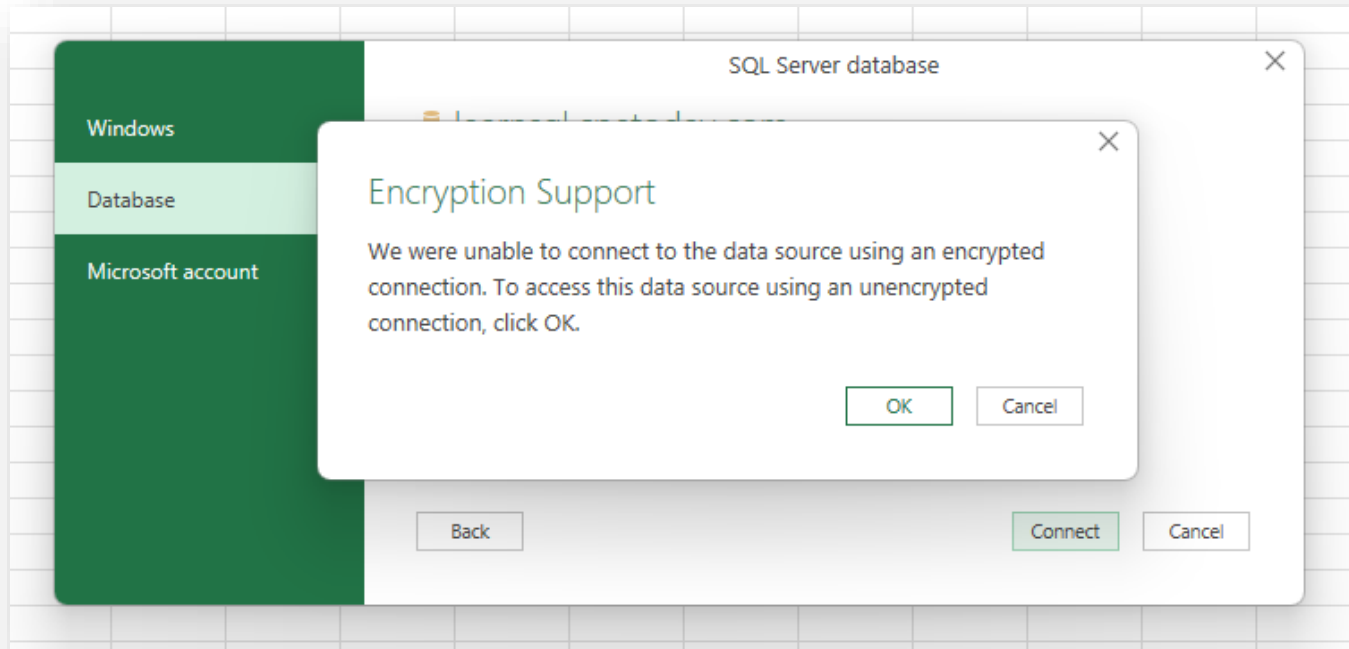 SQL Server database
Windows
Database
Microsoft account
Encryption Support
We were unable to connect to the data source using an encrypted
connection. To access this data source using an unencrypted
connection, click OK.
OK
Cancel
Back
Connect
Cancel